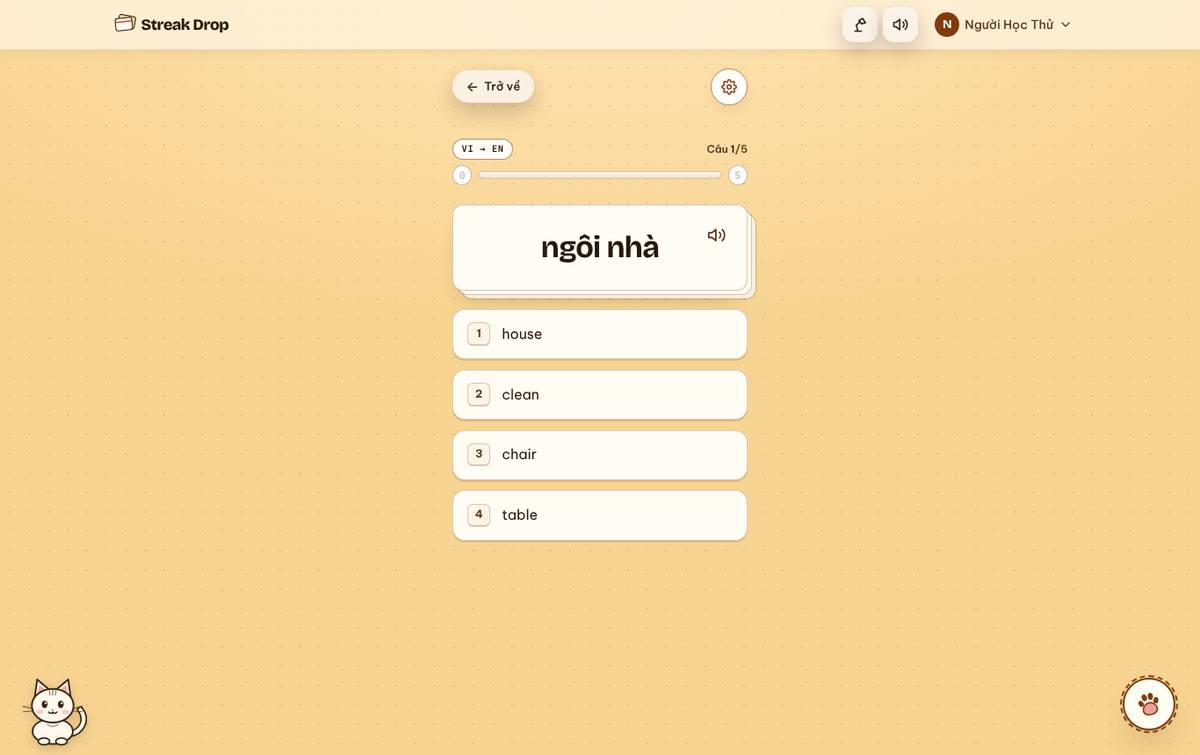 Streak Drop
N Người Học Thử
← Trở về
VI → EN
Câu 1/5
0 5
ngôi nhà
1 house
2 clean
3 chair
4 table